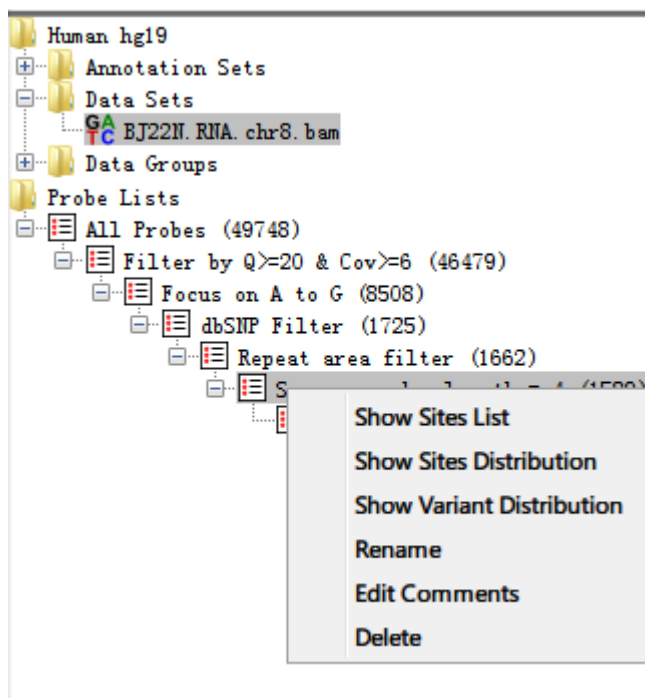 Human hg19
Annotation Sets
Data Sets
GATC BJ22N.RNA.chr8.bam
Data Groups
Probe Lists
All Probes (49748)
Filter by Q>=20 & Cov>=6 (46479)
Focus on A to G (8508)
dbSNP Filter (1725)
Repeat area filter (1662)
Show Sites List
Show Sites Distribution
Show Variant Distribution
Rename
Edit Comments
Delete